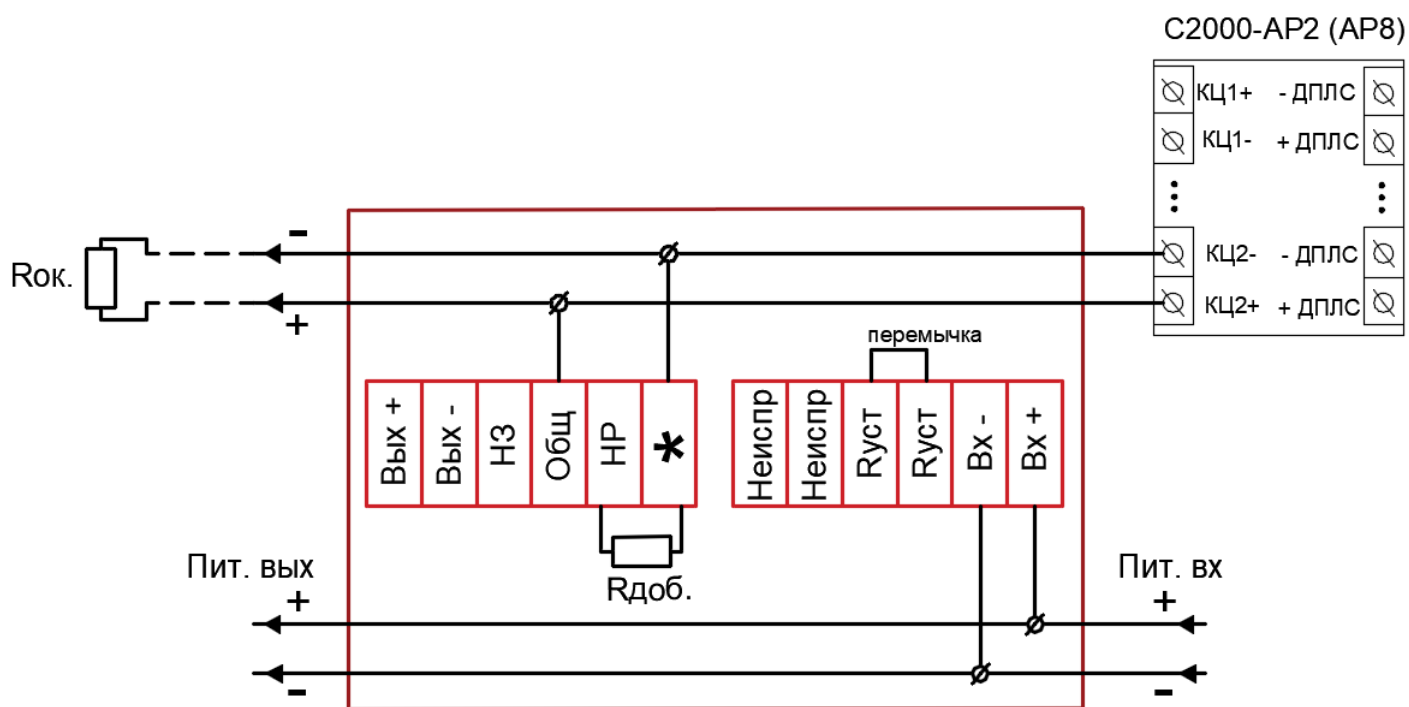 С2000-АР2 (АР8)
КЦ1+ - ДПЛС
КЦ1- + ДПЛС
КЦ2- - ДПЛС
КЦ2+ + ДПЛС
-
Rок.
+
перемычка
Вых +
Вых -
НЗ
Общ
НР
*
Неиспр
Неиспр
Rуст
Rуст
Вх -
Вх +
Rдоб.
Пит. вых
+
-
Пит. вх
+
-